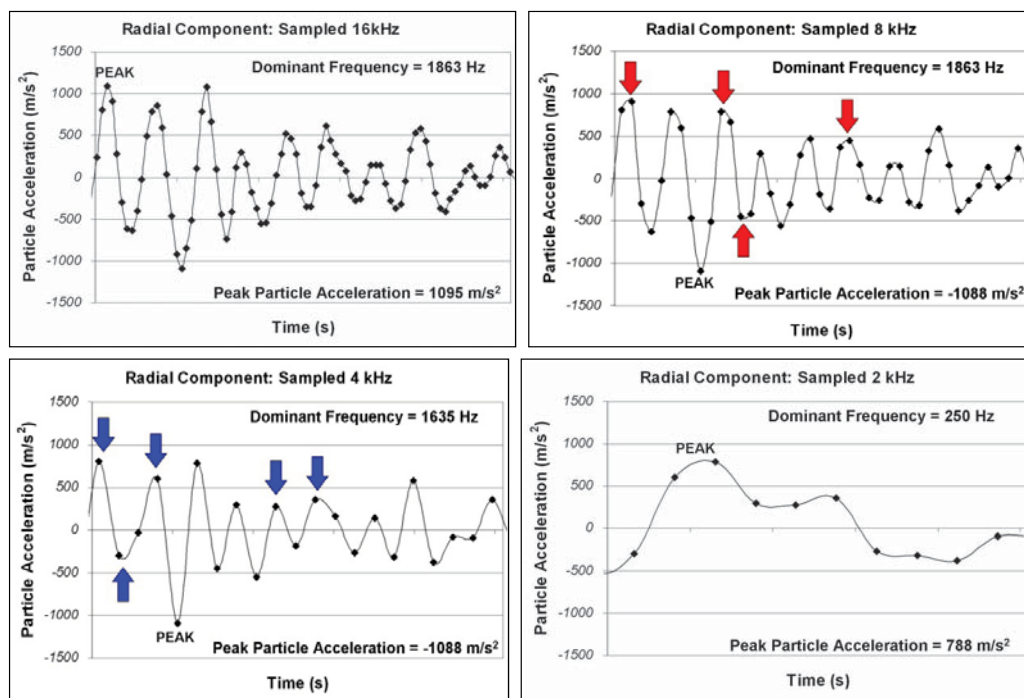 Radial Component: Sampled 16kHz
Particle Acceleration (m/s²)
1500
1000
500
0
-500
-1000
-1500
PEAK
Dominant Frequency = 1863 Hz
Peak Particle Acceleration = 1095 m/s²
Time (s)
Radial Component: Sampled 8 kHz
Particle Acceleration (m/s²)
1500
1000
500
0
-500
-1000
-1500
Dominant Frequency = 1863 Hz
PEAK
Peak Particle Acceleration = -1088 m/s²
Time (s)
Radial Component: Sampled 4 kHz
Particle Acceleration (m/s²)
1500
1000
500
0
-500
-1000
-1500
Dominant Frequency = 1635 Hz
PEAK
Peak Particle Acceleration = -1088 m/s²
Time (s)
Radial Component: Sampled 2 kHz
Particle Acceleration (m/s²)
1500
1000
500
0
-500
-1000
-1500
Dominant Frequency = 250 Hz
PEAK
Peak Particle Acceleration = 788 m/s²
Time (s)